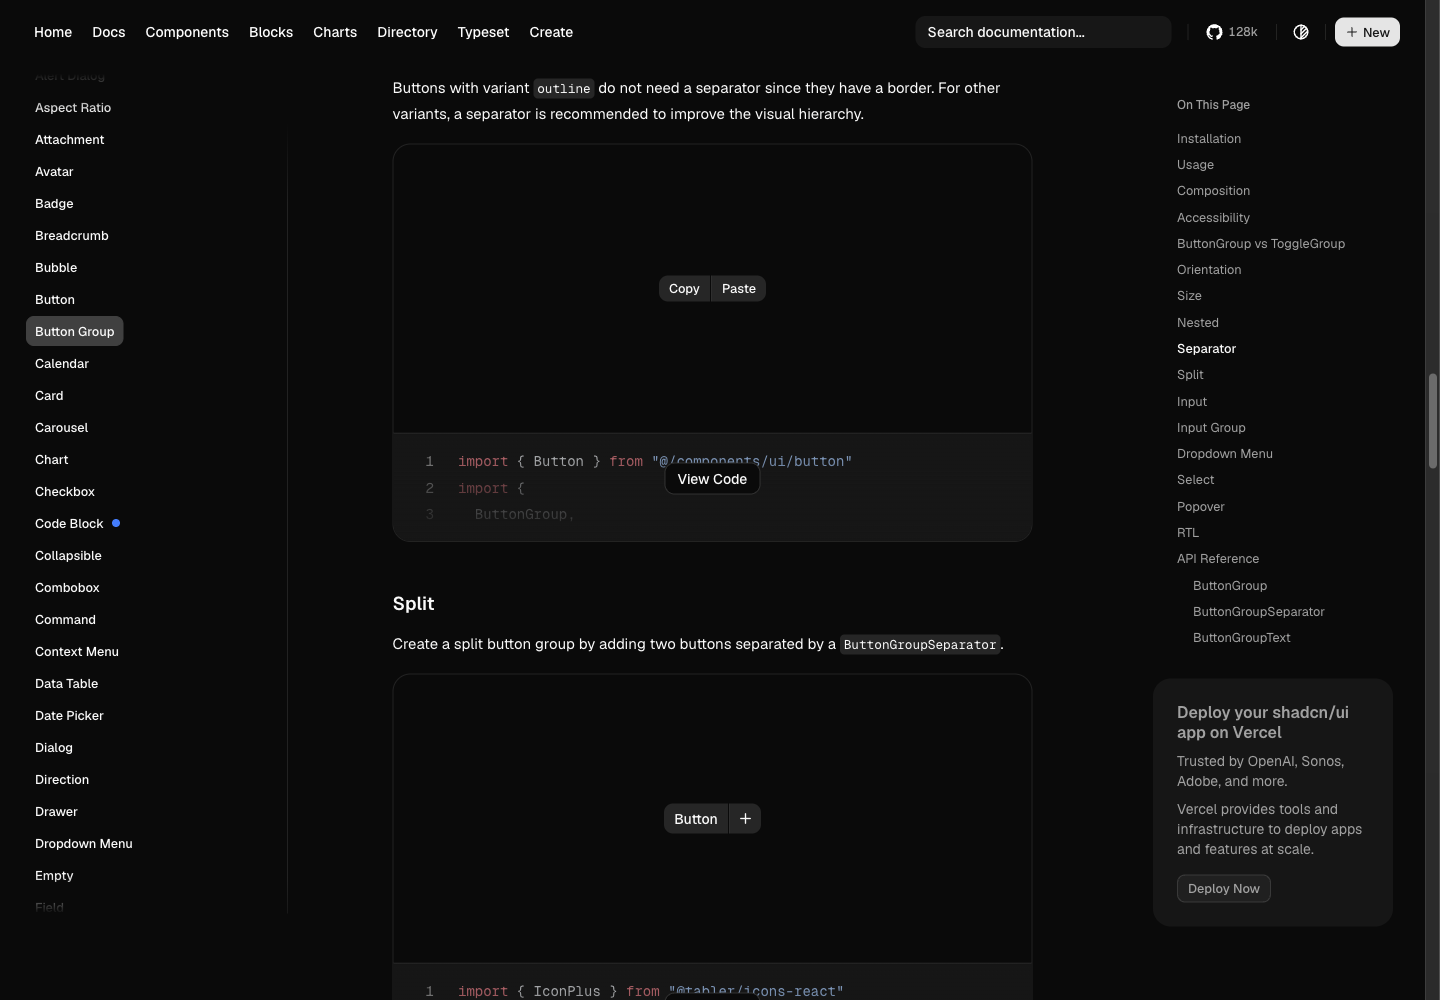 Home Docs Components Blocks Charts Directory Typeset Create
Search documentation...
128k
New
Alert Dialog
Aspect Ratio
Attachment
Avatar
Badge
Breadcrumb
Bubble
Button
Button Group
Calendar
Card
Carousel
Chart
Checkbox
Code Block
Collapsible
Combobox
Command
Context Menu
Data Table
Date Picker
Dialog
Direction
Drawer
Dropdown Menu
Empty
Field
Buttons with variant outline do not need a separator since they have a border. For other
variants, a separator is recommended to improve the visual hierarchy.
Copy Paste
1 import { Button } from "@/components/ui/button"
View Code
2 import {
3 ButtonGroup,
Split
Create a split button group by adding two buttons separated by a ButtonGroupSeparator.
Button +
1 import { IconPlus } from "@tabler/icons-react"
On This Page
Installation
Usage
Composition
Accessibility
ButtonGroup vs ToggleGroup
Orientation
Size
Nested
Separator
Split
Input
Input Group
Dropdown Menu
Select
Popover
RTL
API Reference
ButtonGroup
ButtonGroupSeparator
ButtonGroupText
Deploy your shadcn/ui
app on Vercel
Trusted by OpenAI, Sonos,
Adobe, and more.
Vercel provides tools and
infrastructure to deploy apps
and features at scale.
Deploy Now